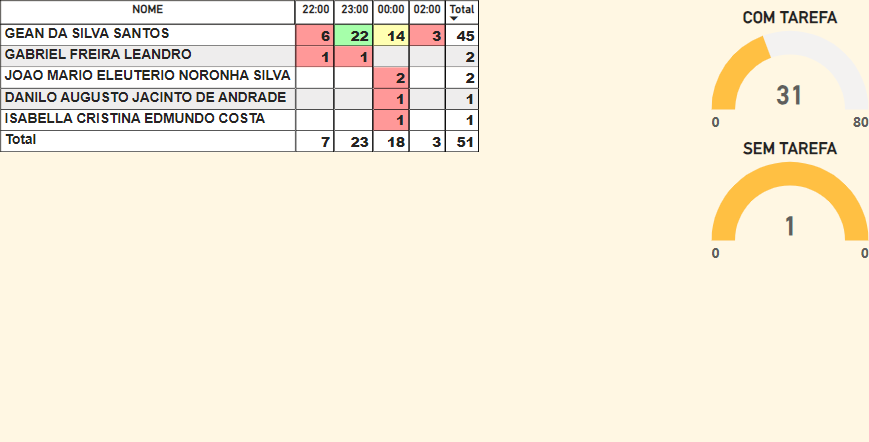 NOME 22:00 23:00 00:00 02:00 Total
GEAN DA SILVA SANTOS 6 22 14 3 45
GABRIEL FREIRA LEANDRO 1 1 2
JOAO MARIO ELEUTERIO NORONHA SILVA 2 2
DANILO AUGUSTO JACINTO DE ANDRADE 1 1
ISABELLA CRISTINA EDMUNDO COSTA 1 1
Total 7 23 18 3 51
COM TAREFA
31
0 80
SEM TAREFA
1
0 0